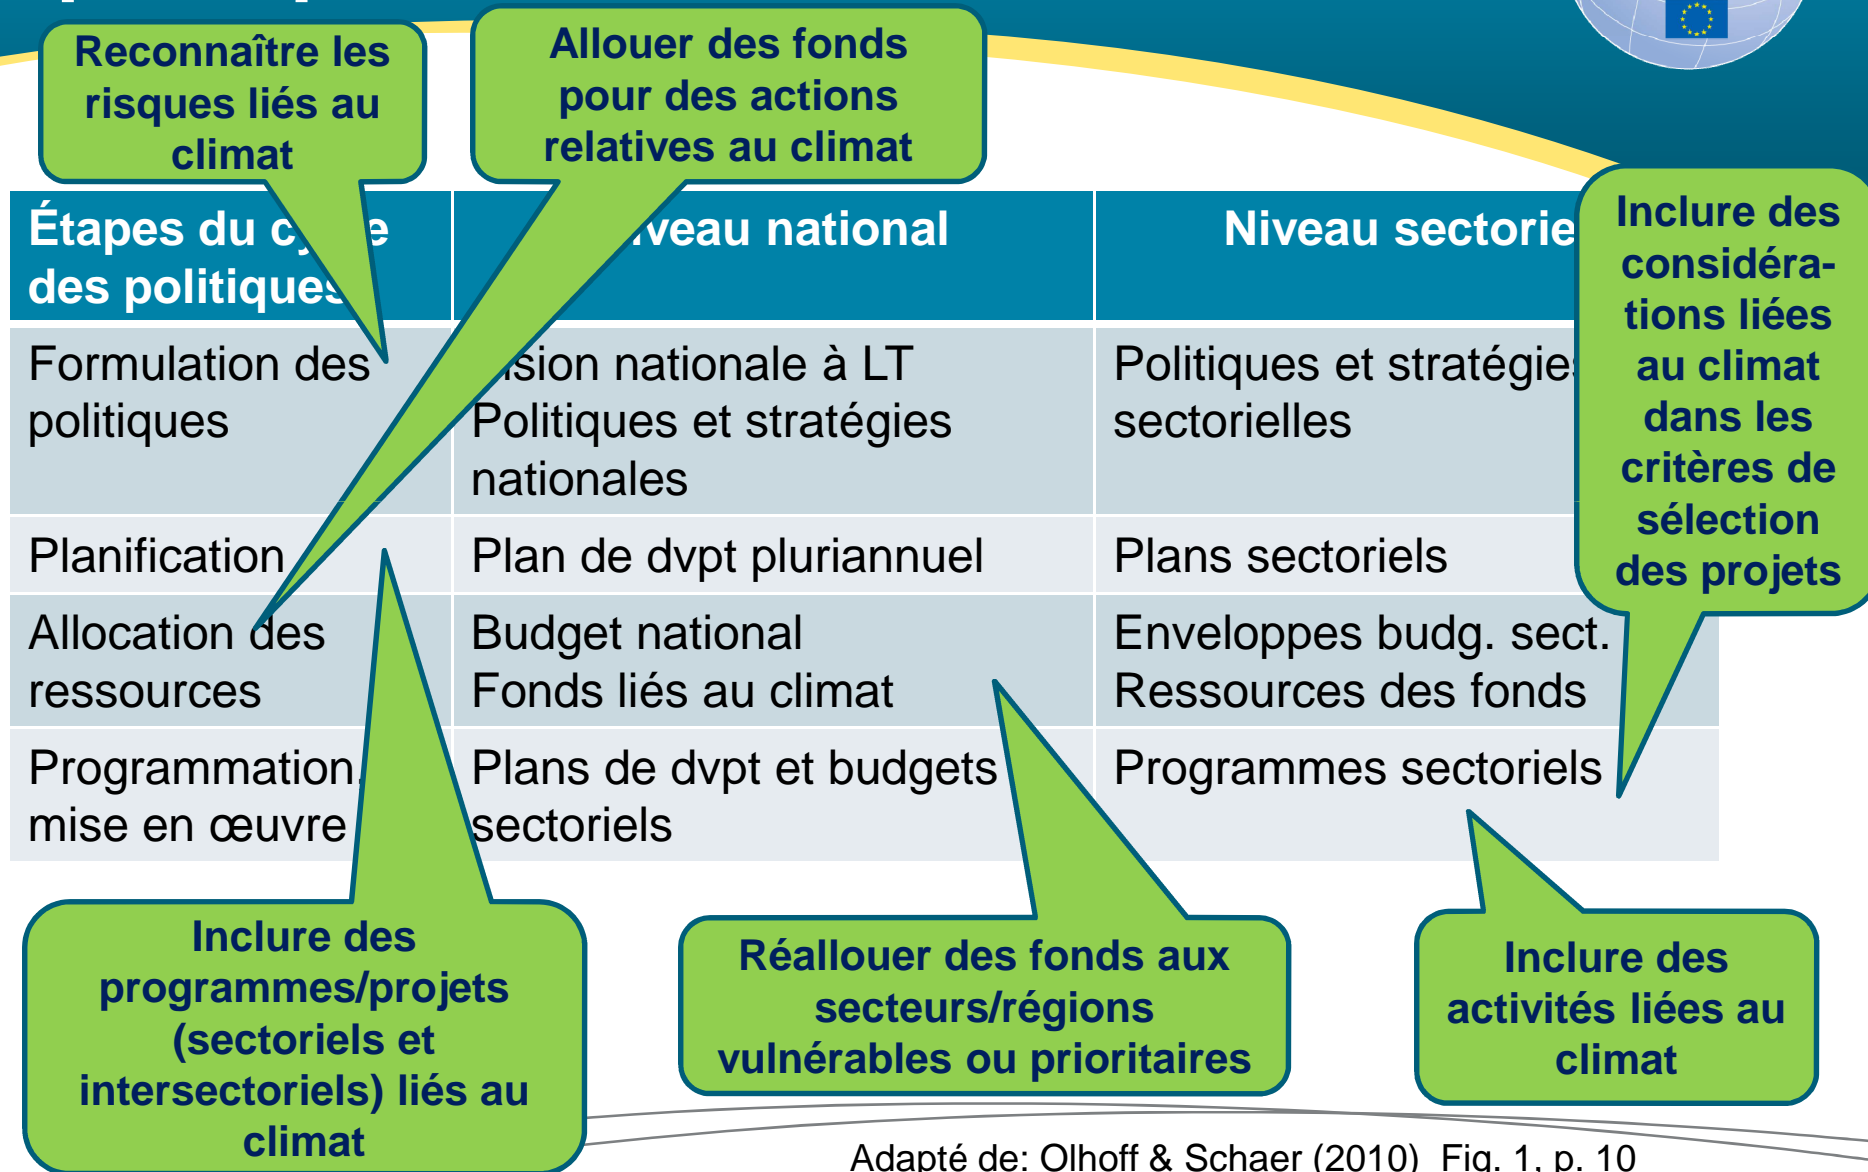 Reconnaître les
risques liés au
climat
Allouer des fonds
pour des actions
relatives au climat
Étapes du
des politiques
national
Niveau
Inclure des
considéra-
tions liées
au climat
dans les
critères de
sélection
des projets
Formulation des
politiques
nationale à LT
Politiques et stratégies
nationales
Politiques et
sectorielles
Planification
Plan de dvpt pluriannuel
Plans sectoriels
Allocation des
ressources
Budget national
Fonds liés au climat
Enveloppes budg. sect.
Ressources des fonds
Programmation,
mise en œuvre
Plans de dvpt et budgets
sectoriels
Programmes sectoriels
Inclure des
programmes/projets
(sectoriels et
intersectoriels) liés au
climat
Réallouer des fonds aux
secteurs/régions
vulnérables ou prioritaires
Inclure des
activités liées au
climat
Adapté de: Olhoff & Schaer (2010) Fig. 1, p. 10